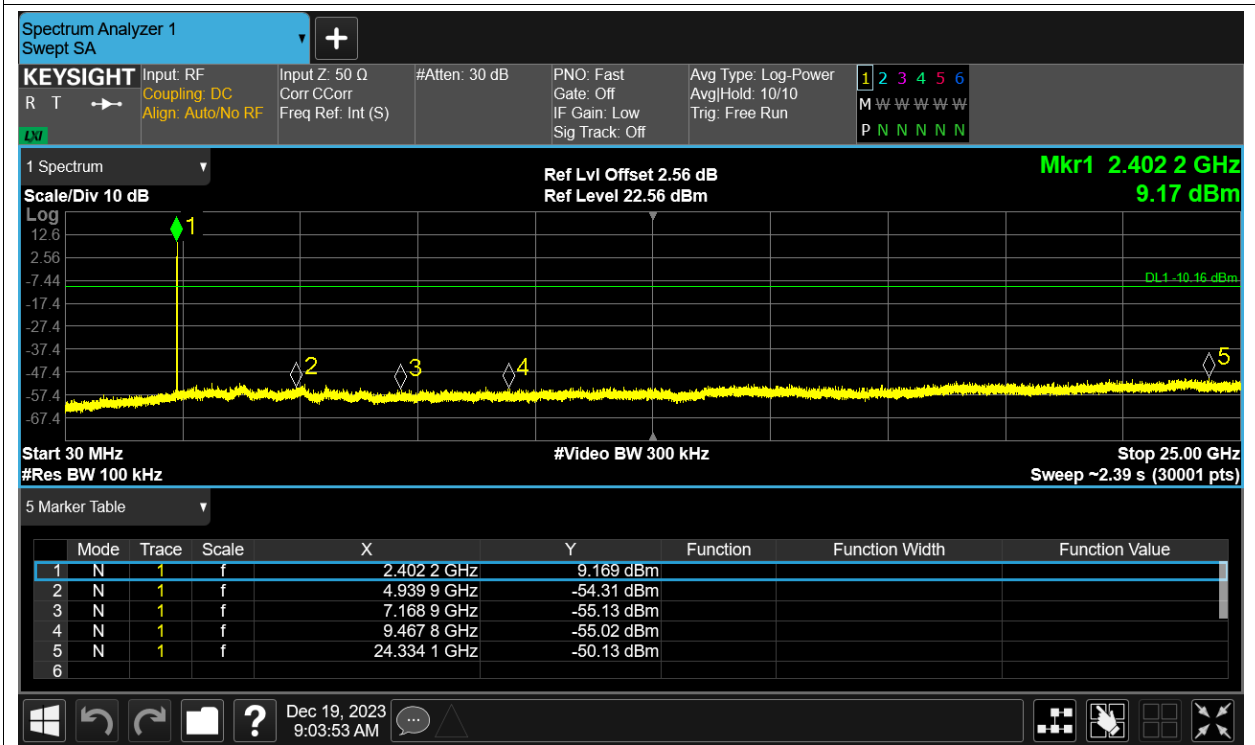 Spectrum Analyzer 1
Swept SA
KEYSIGHT
R T
LXI
Input: RF
Coupling: DC
Align: Auto/No RF
Input Z: 50 Ω
Corr CCorr
Freq Ref: Int (S)
#Atten: 30 dB
PNO: Fast
Gate: Off
IF Gain: Low
Sig Track: Off
Avg Type: Log-Power
Avg|Hold: 10/10
Trig: Free Run
1 2 3 4 5 6
M W W W W W
P N N N N N
1 Spectrum
Scale/Div 10 dB
Ref Lvl Offset 2.56 dB
Ref Level 22.56 dBm
Mkr1 2.402 2 GHz
9.17 dBm
Log
12.6
2.56
-7.44
-17.4
-27.4
-37.4
-47.4
-57.4
-67.4
1
DL1 -10.16 dBm
2
3
4
5
Start 30 MHz
#Res BW 100 kHz
#Video BW 300 kHz
Stop 25.00 GHz
Sweep ~2.39 s (30001 pts)
5 Marker Table
Mode Trace Scale X Y Function Function Width Function Value
1 N 1 f 2.402 2 GHz 9.169 dBm
2 N 1 f 4.939 9 GHz -54.31 dBm
3 N 1 f 7.168 9 GHz -55.13 dBm
4 N 1 f 9.467 8 GHz -55.02 dBm
5 N 1 f 24.334 1 GHz -50.13 dBm
6
?
Dec 19, 2023
9:03:53 AM